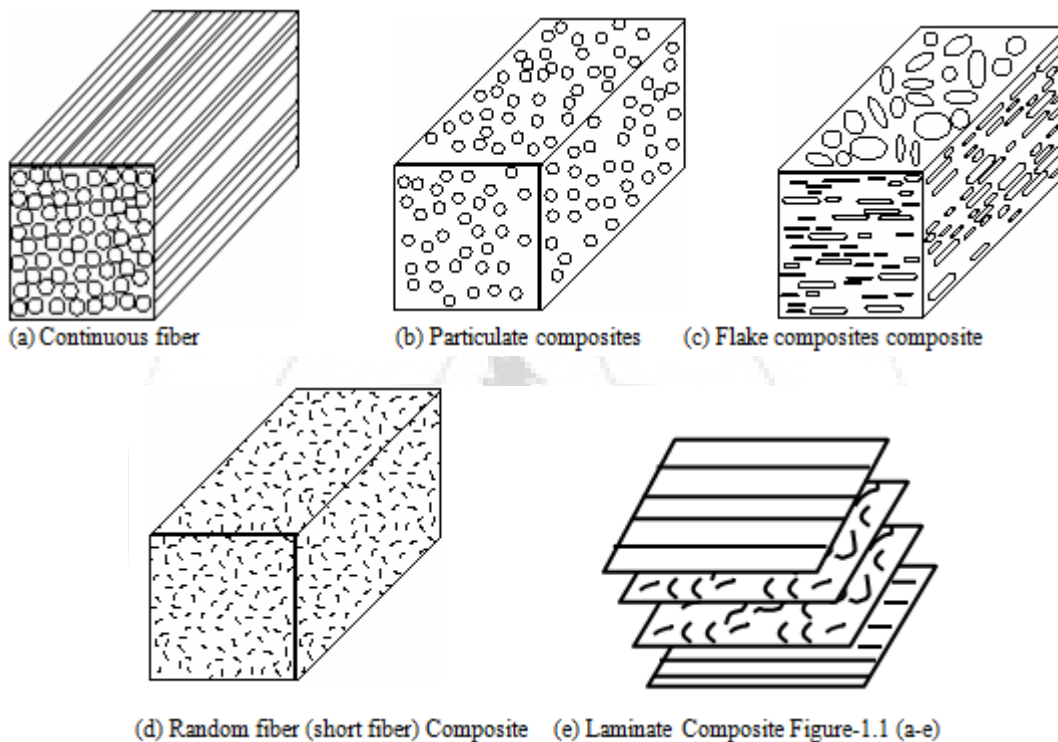 (a) Continuous fiber (b) Particulate composites (c) Flake composites composite
(d) Random fiber (short fiber) Composite (e) Laminate Composite Figure-1.1 (a-e)